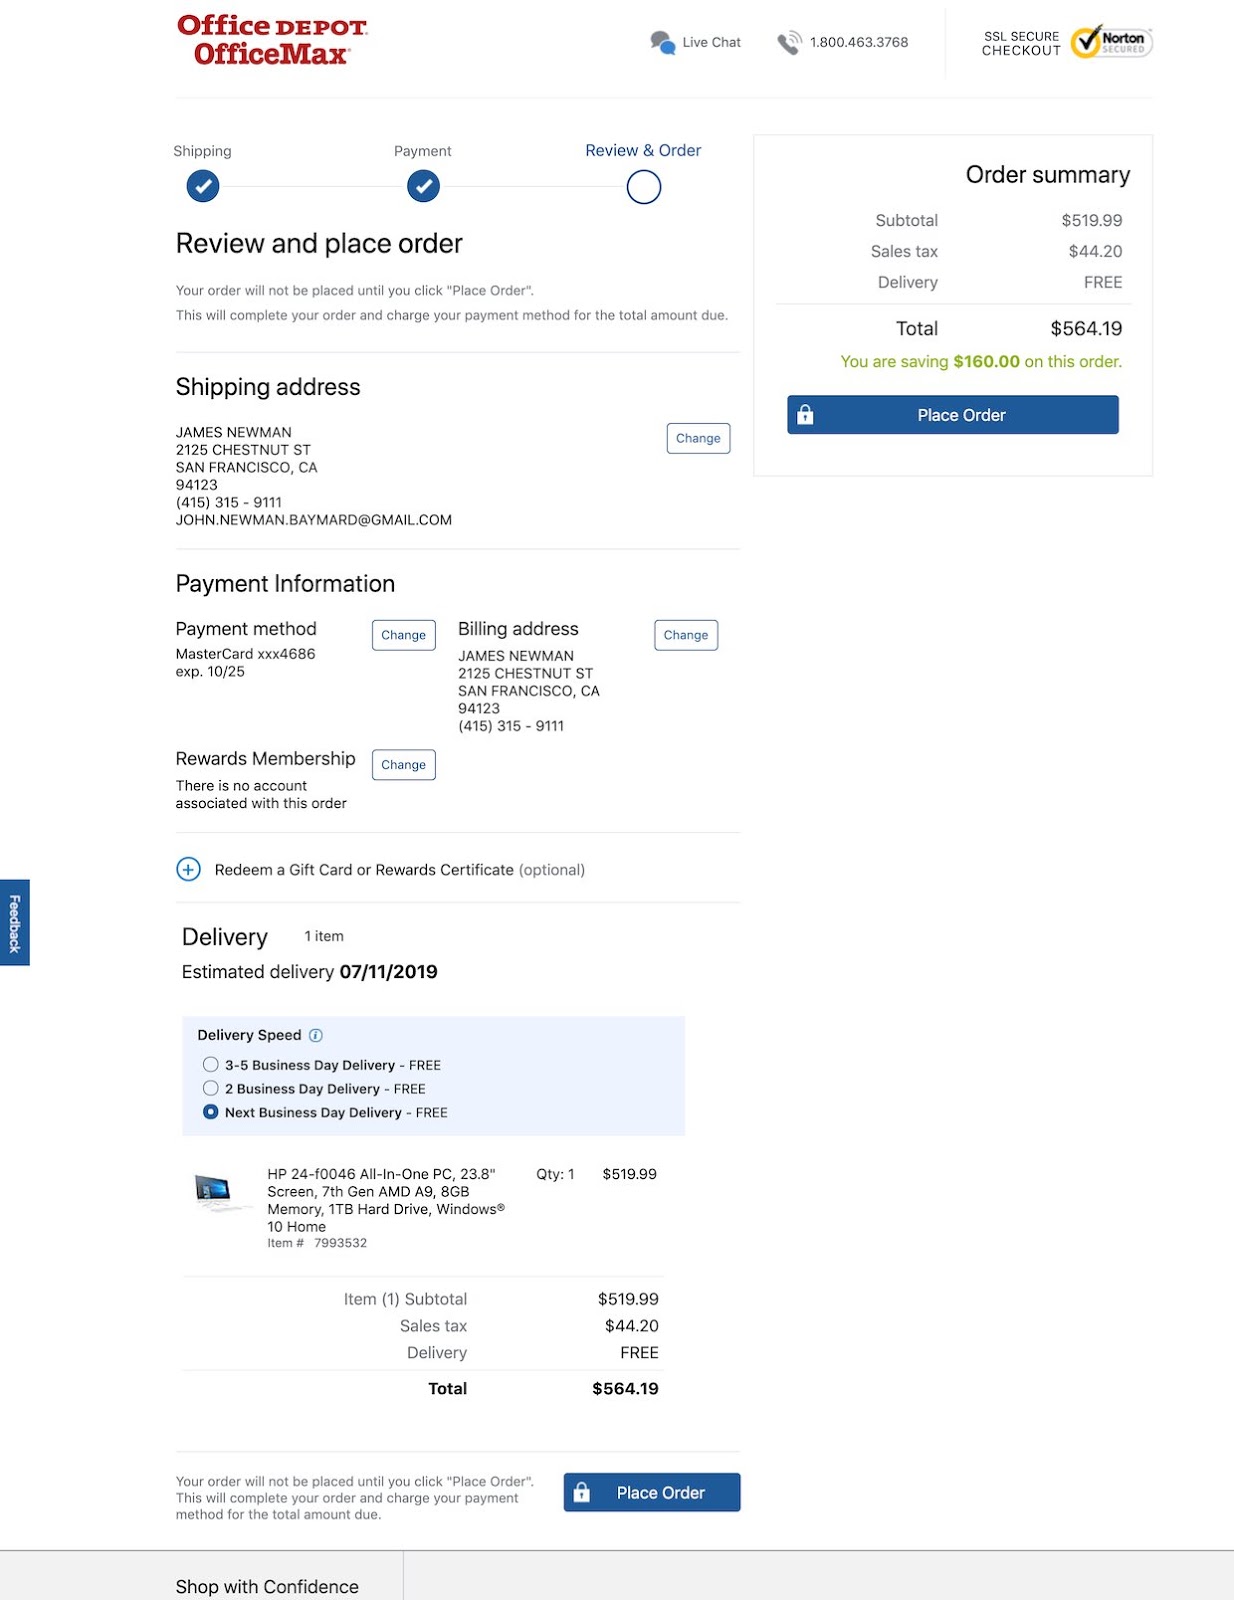 Office DEPOT
OfficeMax
Live Chat
1.800.463.3768
SSL SECURE
CHECKOUT
Norton
SECURED
Shipping
Payment
Review & Order
Review and place order
Your order will not be placed until you click "Place Order".
This will complete your order and charge your payment method for the total amount due.
Order summary
Subtotal $519.99
Sales tax $44.20
Delivery FREE
Total $564.19
You are saving $160.00 on this order.
Place Order
Shipping address
JAMES NEWMAN
2125 CHESTNUT ST
SAN FRANCISCO, CA
94123
(415) 315 - 9111
JOHN.NEWMAN.BAYMARD@GMAIL.COM
Change
Payment Information
Payment method
Change
MasterCard xxx4686
exp. 10/25
Billing address
Change
JAMES NEWMAN
2125 CHESTNUT ST
SAN FRANCISCO, CA
94123
(415) 315 - 9111
Rewards Membership
Change
There is no account
associated with this order
Redeem a Gift Card or Rewards Certificate (optional)
Feedback
Delivery 1 item
Estimated delivery 07/11/2019
Delivery Speed
3-5 Business Day Delivery - FREE
2 Business Day Delivery - FREE
Next Business Day Delivery - FREE
HP 24-f0046 All-In-One PC, 23.8" Qty: 1 $519.99
Screen, 7th Gen AMD A9, 8GB
Memory, 1TB Hard Drive, Windows®
10 Home
Item # 7993532
Item (1) Subtotal $519.99
Sales tax $44.20
Delivery FREE
Total $564.19
Your order will not be placed until you click "Place Order".
This will complete your order and charge your payment
method for the total amount due.
Place Order
Shop with Confidence